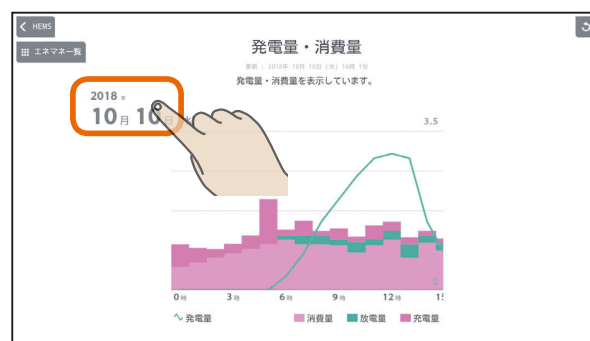 HEMS
エネマネ一覧
発電量・消費量
更新 : 2018年 10月 10日 (水) 16時 1分
発電量・消費量を表示しています。
2018 年
10月 10日 水
3.5
0
0時 3時 6時 9時 12時 15
発電量 消費量 放電量 充電量